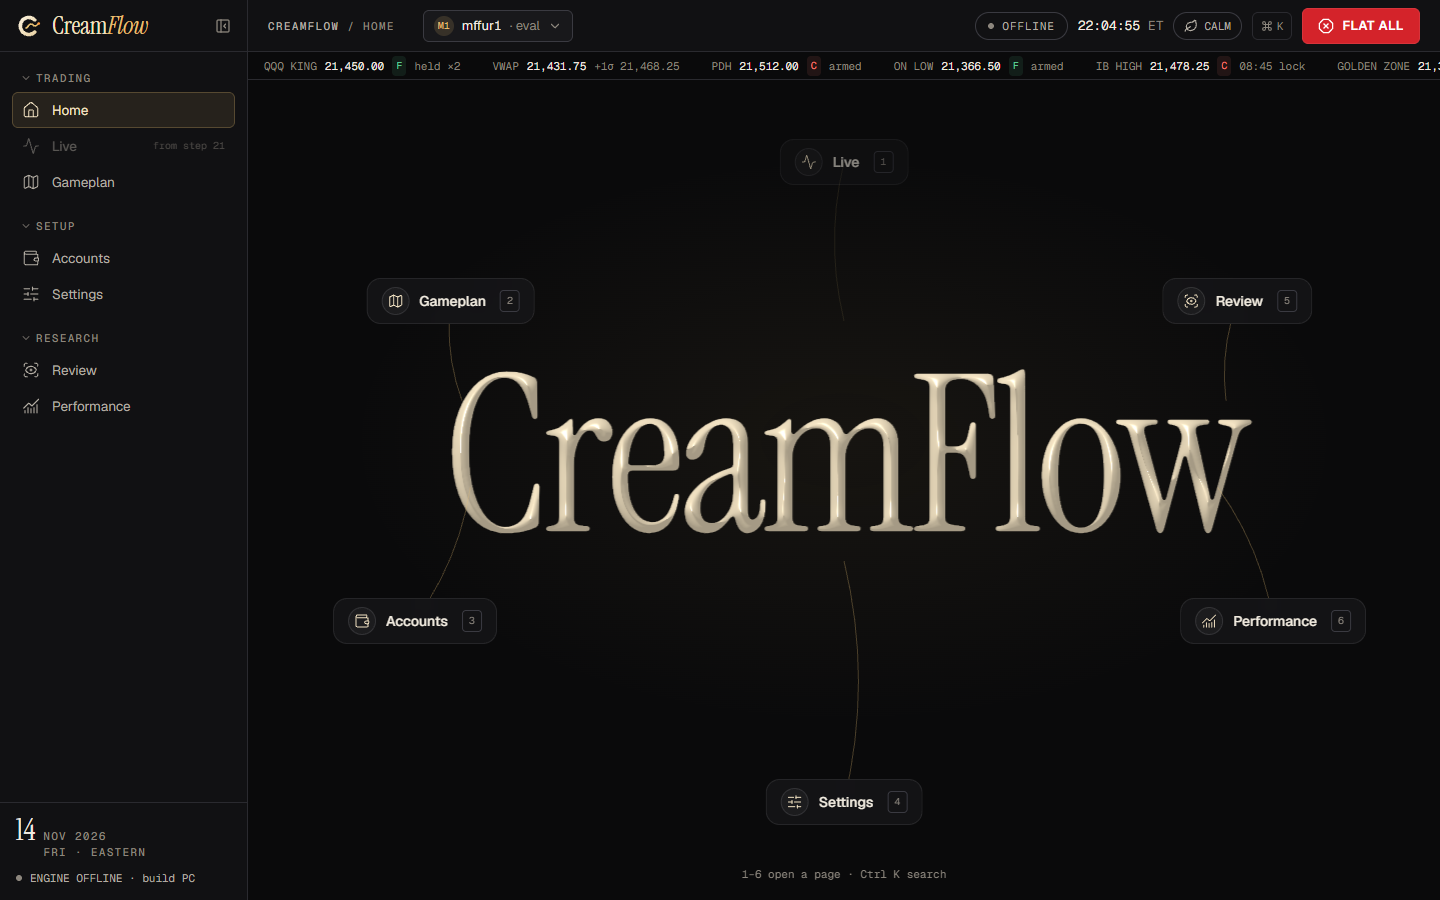 CreamFlow
CREAMFLOW / HOME
M1 mffur1 · eval
OFFLINE
22:04:55 ET
CALM
⌘ K
FLAT ALL
QQQ KING 21,450.00 F held ×2
VWAP 21,431.75 +1σ 21,468.25
PDH 21,512.00 C armed
ON LOW 21,366.50 F armed
IB HIGH 21,478.25 C 08:45 lock
GOLDEN ZONE
TRADING
Home
Live from step 21
Gameplan
SETUP
Accounts
Settings
RESEARCH
Review
Performance
14 NOV 2026
FRI · EASTERN
ENGINE OFFLINE · build PC
Live 1
Gameplan 2
Review 5
CreamFlow
Accounts 3
Performance 6
Settings 4
1–6 open a page · Ctrl K search